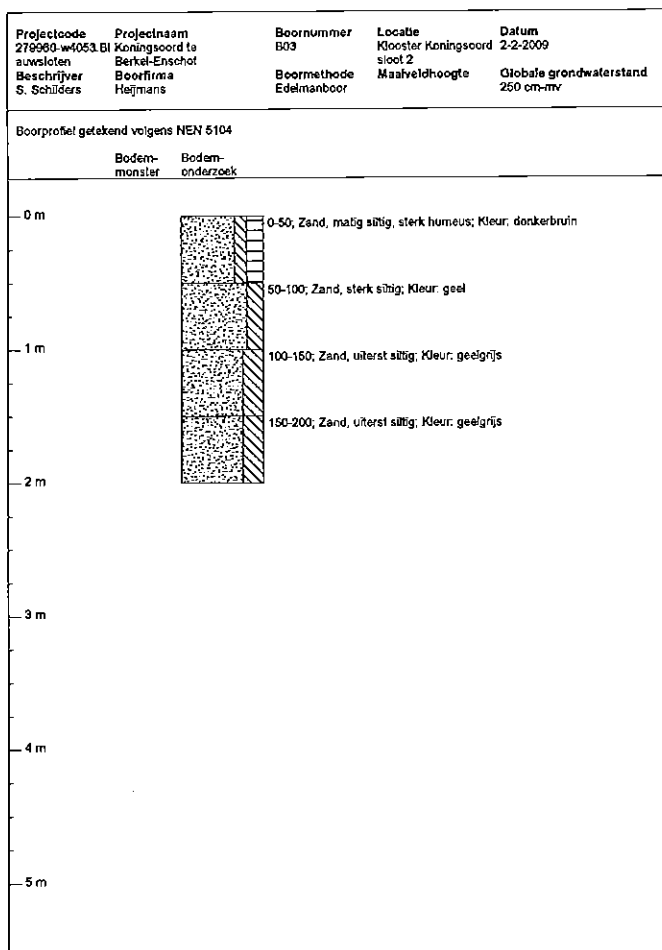 Projectcode Projectnaam Boornummer Locatie Datum
279960-w4053.Bl Koningsoord te B03 Klooster Koningsoord 2-2-2009
auwsloten Berkel-Enschot sloot 2
Beschrijver Boorfirma Boormethode Maaiveldhoogte Globale grondwaterstand
S. Schilders Heijmans Edelmanboor 250 cm-mv
Boorprofiel getekend volgens NEN 5104
Bodem- Bodem-
monster onderzoek
0 m
0-50; Zand, matig siltig, sterk humeus; Kleur: donkerbruin
50-100; Zand, sterk siltig; Kleur: geel
1 m
100-150; Zand, uiterst siltig; Kleur: geelgrijs
150-200; Zand, uiterst siltig; Kleur: geelgrijs
2 m
3 m
4 m
5 m